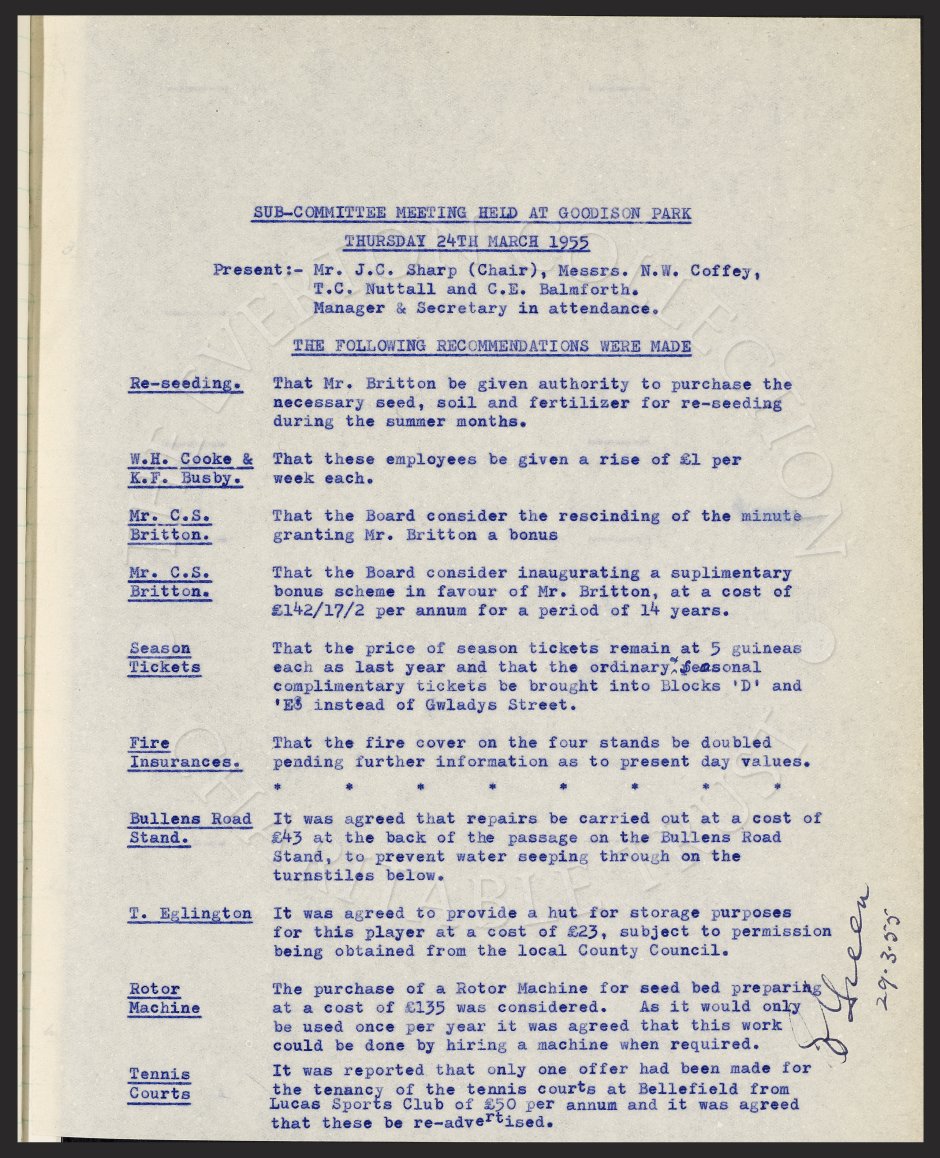 SUB-COMMITTEE MEETING HELD AT GOODISON PARK
THURSDAY 24TH MARCH 1955
Present:- Mr. J.C. Sharp (Chair), Messrs. N.W. Coffey,
T.C. Nuttall and C.E. Balmforth.
Manager & Secretary in attendance.
THE FOLLOWING RECOMMENDATIONS WERE MADE
Re-seeding. That Mr. Britton be given authority to purchase the
necessary seed, soil and fertilizer for re-seeding
during the summer months.
W.H. Cooke & That these employees be given a rise of £1 per
K.F. Busby. week each.
Mr. C.S. That the Board consider the rescinding of the minute
Britton. granting Mr. Britton a bonus
Mr. C.S. That the Board consider inaugurating a suplimentary
Britton. bonus scheme in favour of Mr. Britton, at a cost of
£142/17/2 per annum for a period of 14 years.
Season That the price of season tickets remain at 5 guineas
Tickets each as last year and that the ordinary seasonal
complimentary tickets be brought into Blocks 'D' and
'E' instead of Gwladys Street.
Fire That the fire cover on the four stands be doubled
Insurances. pending further information as to present day values.
* * * * * * * *
Bullens Road It was agreed that repairs be carried out at a cost of
Stand. £43 at the back of the passage on the Bullens Road
Stand, to prevent water seeping through on the
turnstiles below.
T. Eglington It was agreed to provide a hut for storage purposes
for this player at a cost of £23, subject to permission
being obtained from the local County Council.
Rotor The purchase of a Rotor Machine for seed bed preparing
Machine at a cost of £135 was considered. As it would only
be used once per year it was agreed that this work
could be done by hiring a machine when required.
Tennis It was reported that only one offer had been made for
Courts the tenancy of the tennis courts at Bellefield from
Lucas Sports Club of £50 per annum and it was agreed
that these be re-advertised.
Green
29.3.55
EVERTON COLLECTION
CHARITABLE TRUST